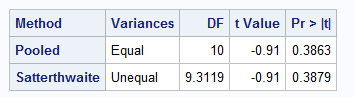 Method Variances DF t Value Pr > |t|
Pooled Equal 10 -0.91 0.3863
Satterthwaite Unequal 9.3119 -0.91 0.3879